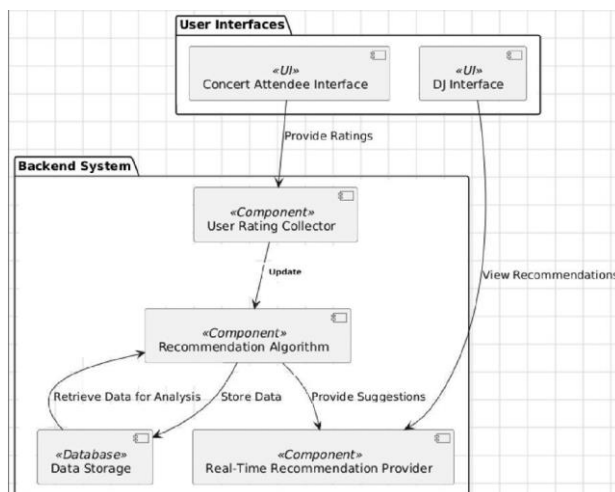 User Interfaces
«UI»
Concert Attendee Interface
«UI»
DJ Interface
Provide Ratings
Backend System
«Component»
User Rating Collector
Update
View Recommendations
«Component»
Recommendation Algorithm
Retrieve Data for Analysis
Store Data
Provide Suggestions
«Database»
Data Storage
«Component»
Real-Time Recommendation Provider